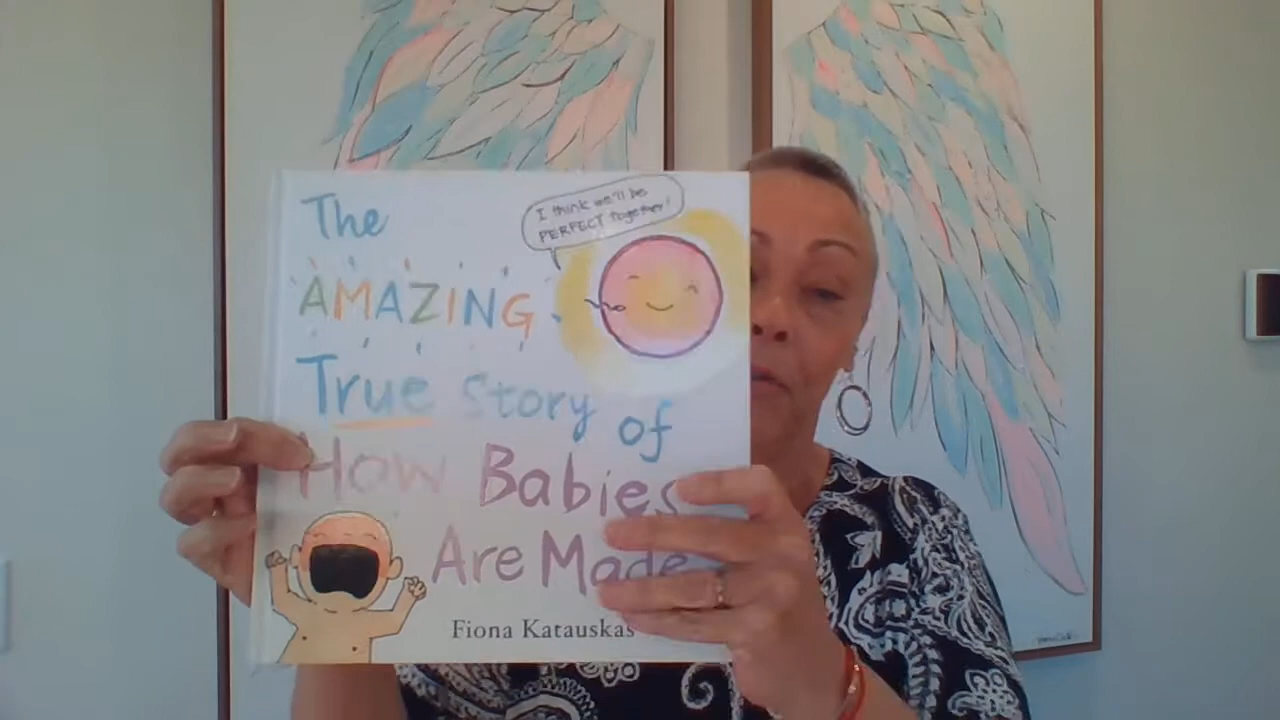 The
I think we'll be
PERFECT Together!
AMAZING
True Story of
How Babies
Are Made
Fiona Katauskas